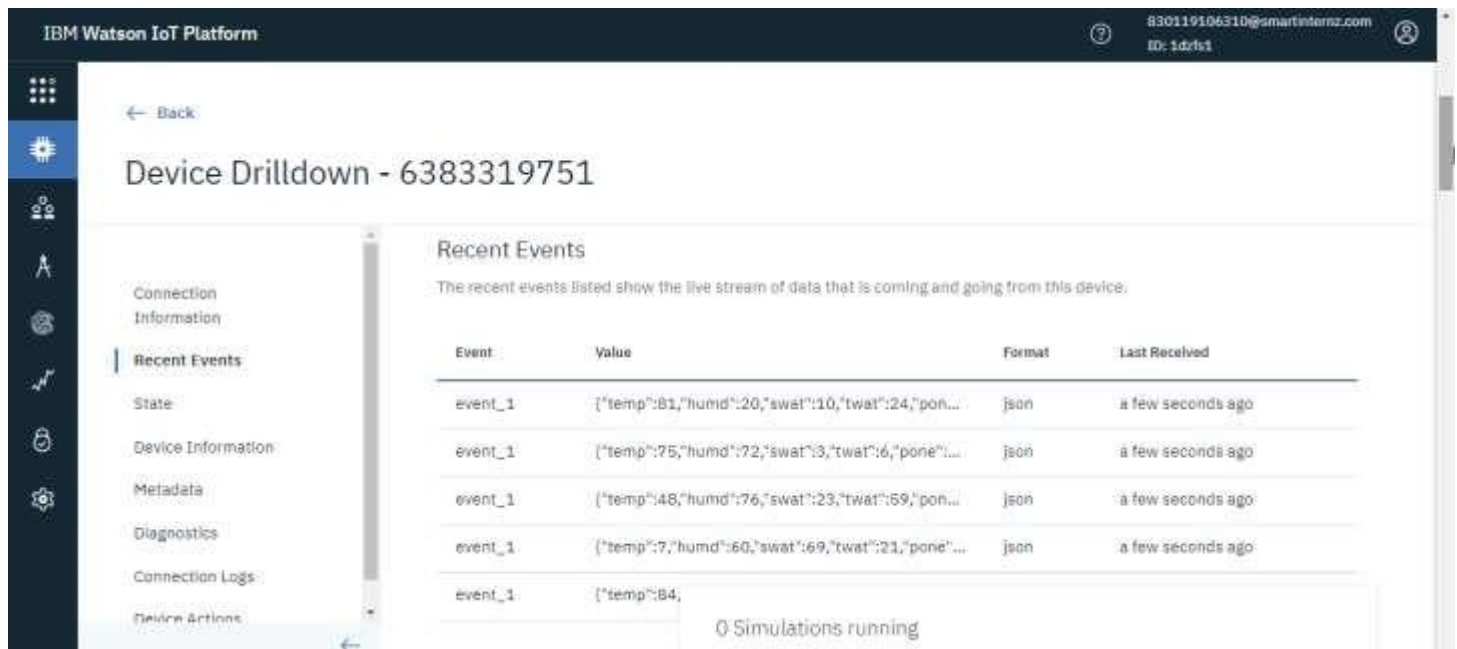 IBM Watson IoT Platform
830119106310@smartinternz.com
ID: 1dzfs1
← Back
Device Drilldown - 6383319751
Connection
Information
Recent Events
State
Device Information
Metadata
Diagnostics
Connection Logs
Device Actions
Recent Events
The recent events listed show the live stream of data that is coming and going from this device.
Event Value Format Last Received
event_1 {"temp":81,"humd":20,"swat":10,"twat":24,"pon... json a few seconds ago
event_1 {"temp":75,"humd":72,"swat":3,"twat":6,"pone":... json a few seconds ago
event_1 {"temp":48,"humd":76,"swat":23,"twat":59,"pon... json a few seconds ago
event_1 {"temp":7,"humd":60,"swat":69,"twat":21,"pone"... json a few seconds ago
event_1 {"temp":84,
0 Simulations running